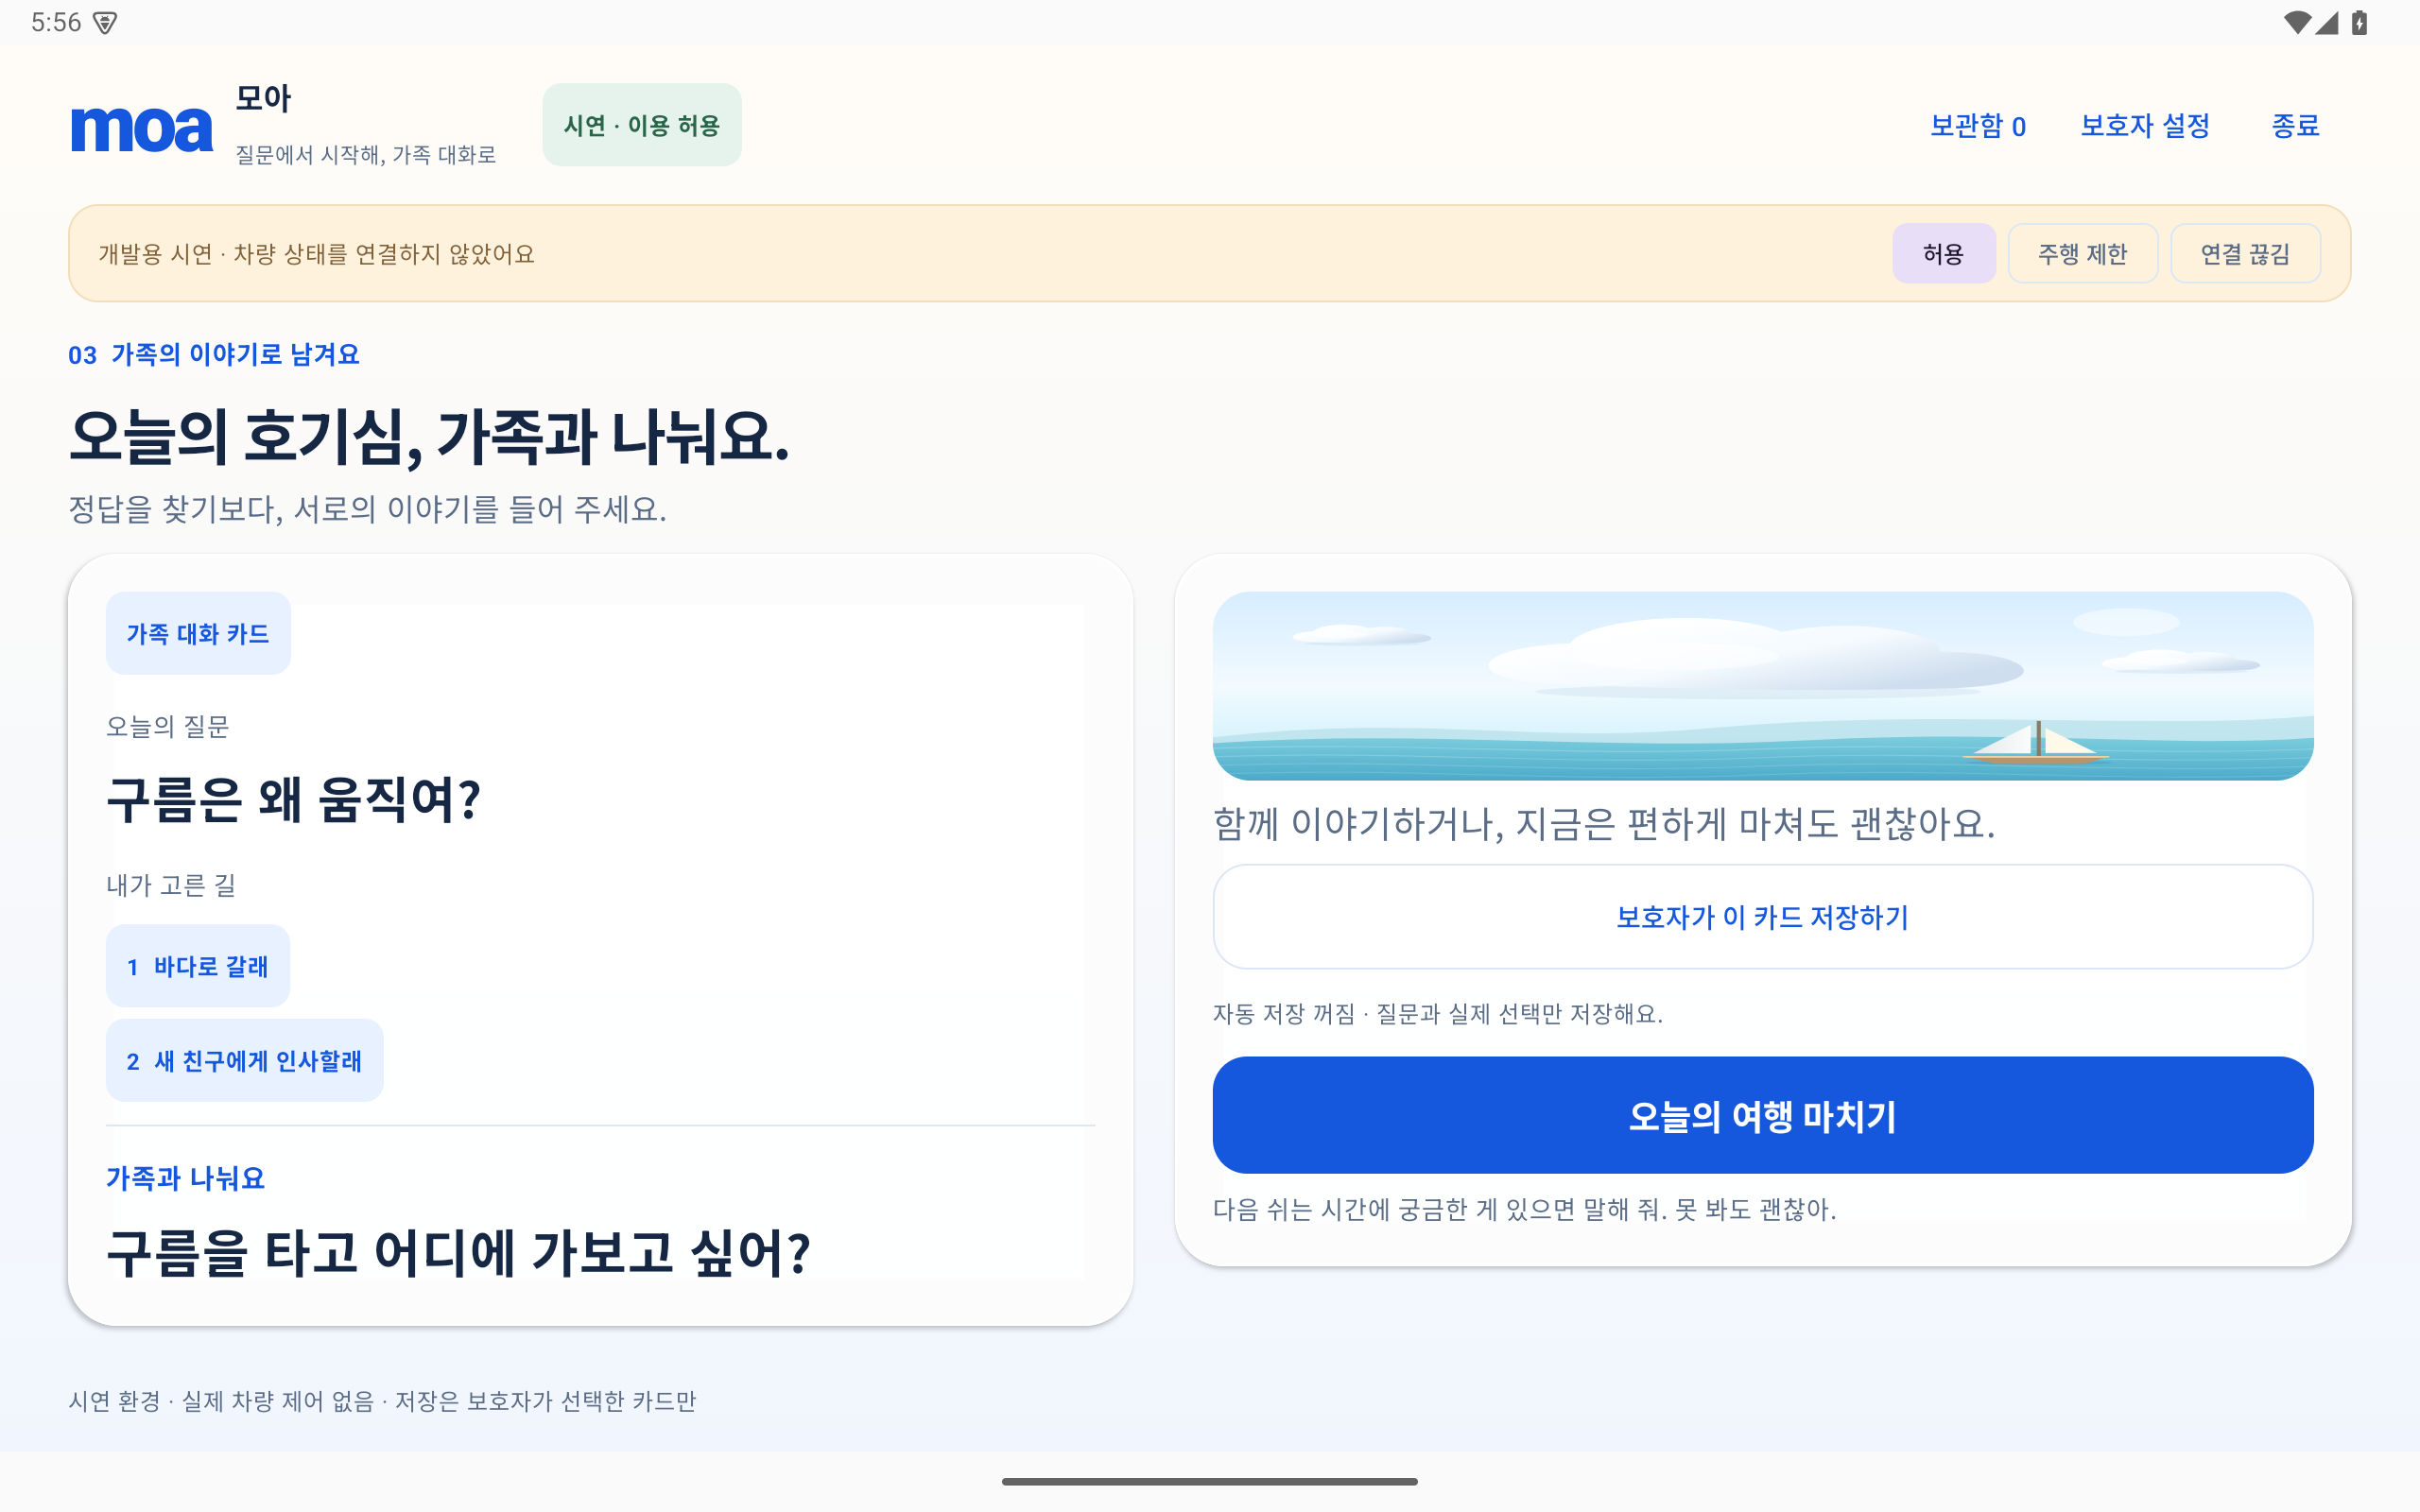 5:56
moa
모아
질문에서 시작해, 가족 대화로
시연 · 이용 허용
보관함 0
보호자 설정
종료
개발용 시연 · 차량 상태를 연결하지 않았어요
허용
주행 제한
연결 끊김
03 가족의 이야기로 남겨요
오늘의 호기심, 가족과 나눠요.
정답을 찾기보다, 서로의 이야기를 들어 주세요.
가족 대화 카드
오늘의 질문
구름은 왜 움직여?
내가 고른 길
1 바다로 갈래
2 새 친구에게 인사할래
가족과 나눠요
구름을 타고 어디에 가보고 싶어?
함께 이야기하거나, 지금은 편하게 마쳐도 괜찮아요.
보호자가 이 카드 저장하기
자동 저장 꺼짐 · 질문과 실제 선택만 저장해요.
오늘의 여행 마치기
다음 쉬는 시간에 궁금한 게 있으면 말해 줘. 못 봐도 괜찮아.
시연 환경 · 실제 차량 제어 없음 · 저장은 보호자가 선택한 카드만